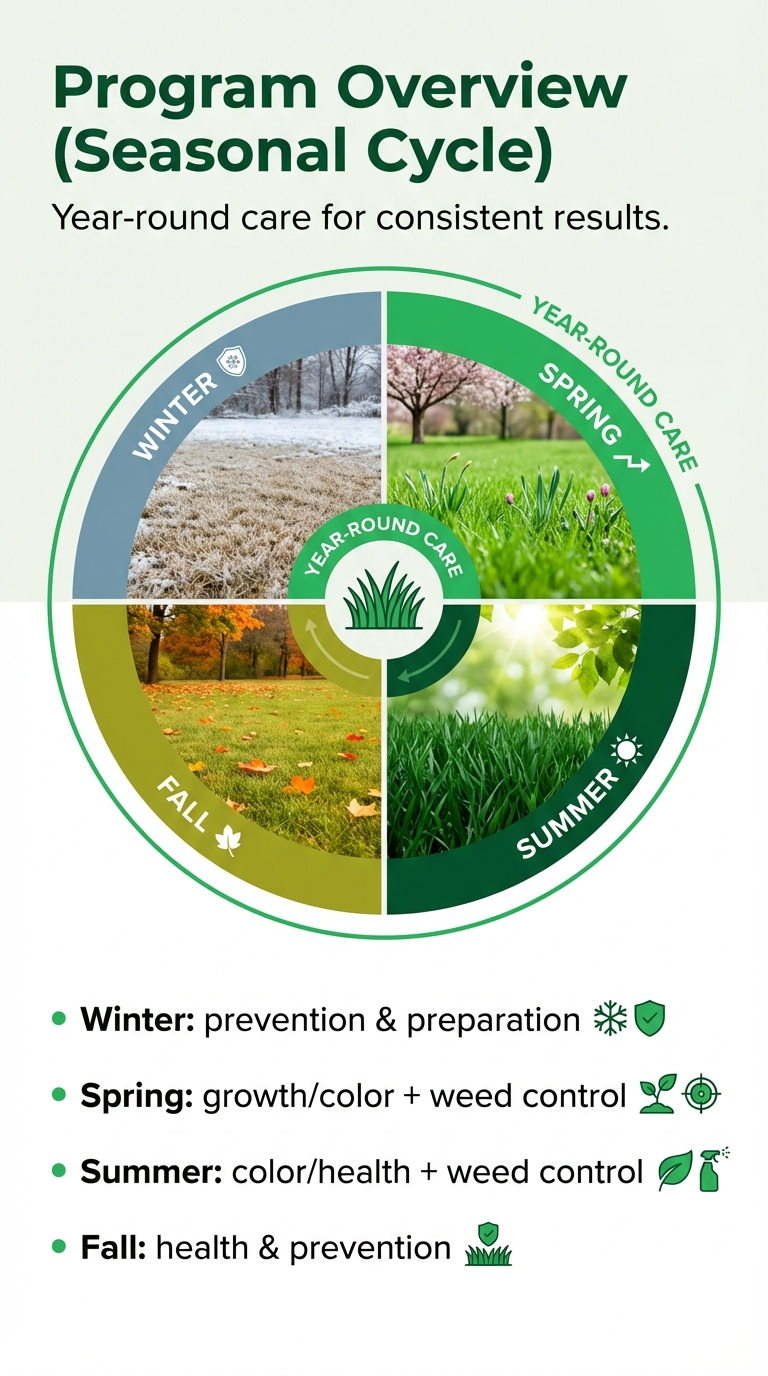 Program Overview
(Seasonal Cycle)
Year-round care for consistent results.
YEAR-ROUND CARE
WINTER
SPRING
YEAR-ROUND CARE
FALL
SUMMER
Winter: prevention & preparation
Spring: growth/color + weed control
Summer: color/health + weed control
Fall: health & prevention